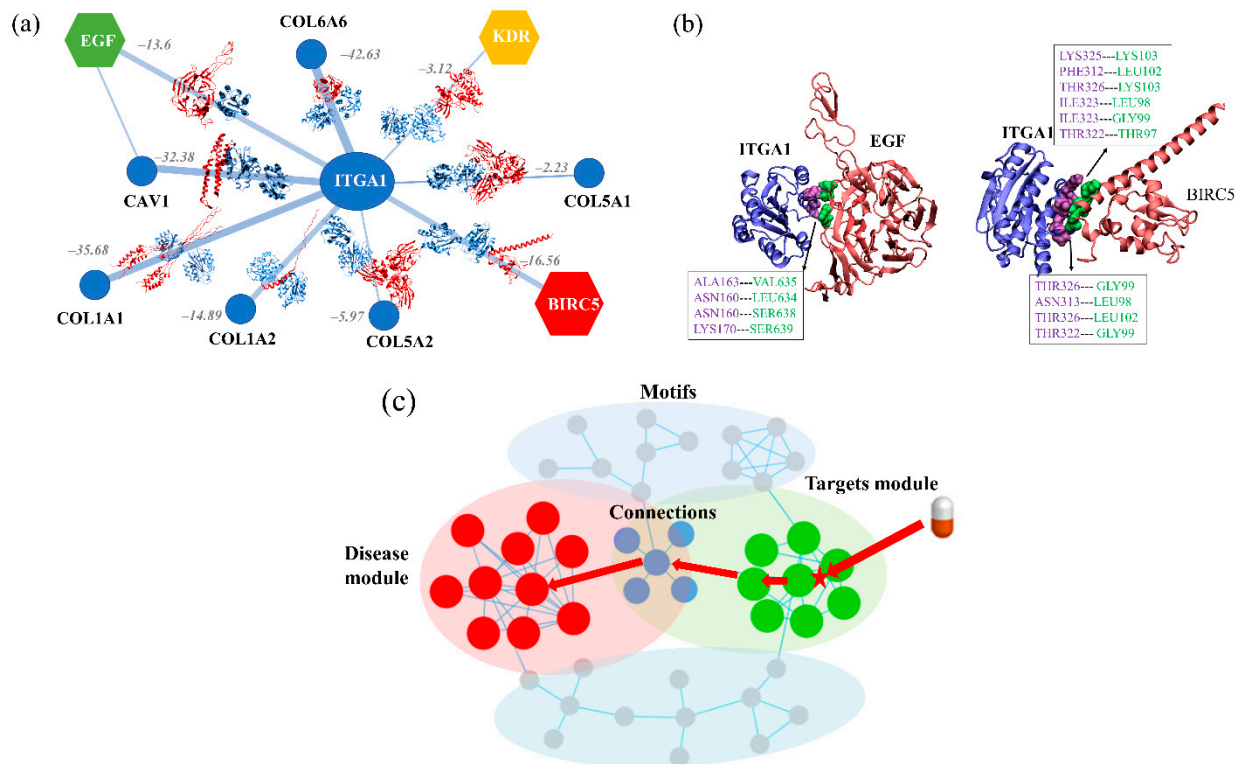 (a)
EGF
−13.6
COL6A6
−42.63
KDR
−3.12
−32.38
CAV1
ITGA1
−2.23
COL5A1
−35.68
COL1A1
−14.89
COL1A2
−5.97
COL5A2
−16.56
BIRC5
(b)
ITGA1
EGF
ALA163---VAL635
ASN160---LEU634
ASN160---SER638
LYS170---SER639
LYS325---LYS103
PHE312---LEU102
THR326---LYS103
ILE323---LEU98
ILE323---GLY99
THR322---THR97
ITGA1
BIRC5
THR326---GLY99
ASN313---LEU98
THR326---LEU102
THR322---GLY99
(c)
Motifs
Targets module
Connections
Disease
module